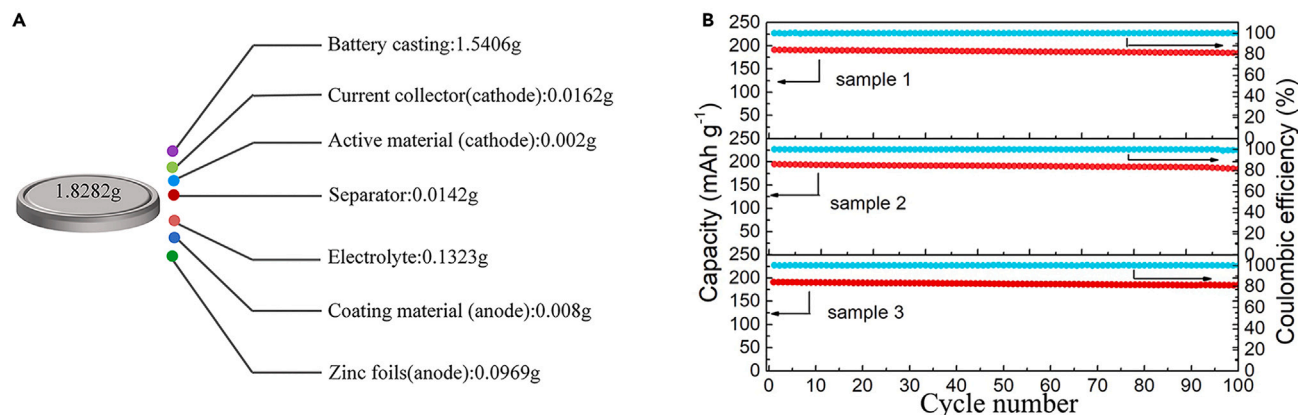 A
1.8282g
Battery casting:1.5406g
Current collector(cathode):0.0162g
Active material (cathode):0.002g
Separator:0.0142g
Electrolyte:0.1323g
Coating material (anode):0.008g
Zinc foils(anode):0.0969g
B
Capacity (mAh g⁻¹)
250
200
150
100
50
250
200
150
100
50
250
200
150
100
50
0
sample 1
sample 2
sample 3
100
80
60
40
20
0
100
80
60
40
20
0
100
80
60
40
20
0
Coulombic efficiency (%)
0 10 20 30 40 50 60 70 80 90 100
Cycle number